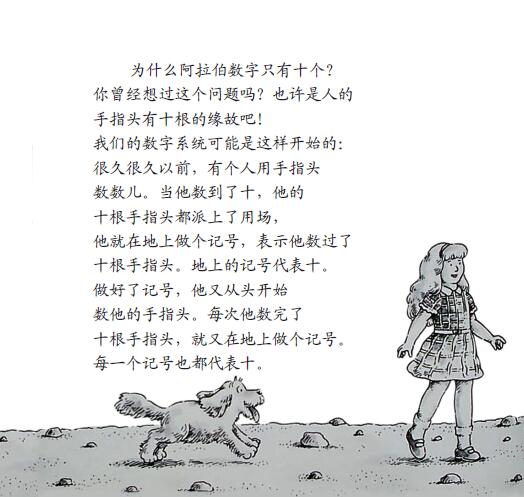 为什么阿拉伯数字只有十个？
你曾经想过这个问题吗？也许是人的
手指头有十根的缘故吧！
我们的数字系统可能是这样开始的：
很久很久以前，有个人用手指头
数数儿。当他数到了十，他的
十根手指头都派上了用场，
他就在地上做个记号，表示他数过了
十根手指头。地上的记号代表十。
做好了记号，他又从头开始
数他的手指头。每次他数完了
十根手指头，就又在地上做个记号。
每一个记号也都代表十。